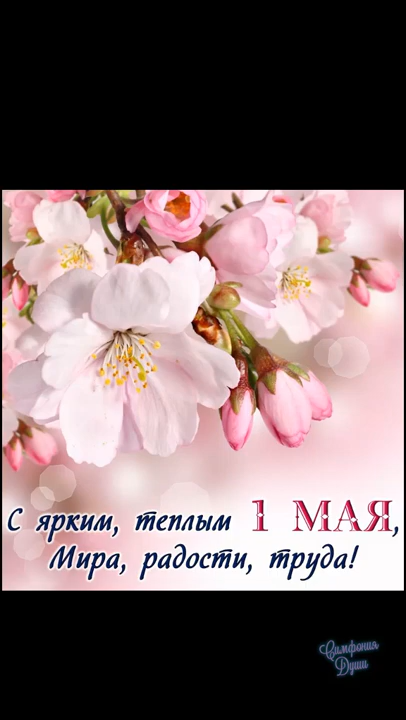 С ярким, теплым 1 МАЯ,
Мира, радости, труда!
Симфония
Души